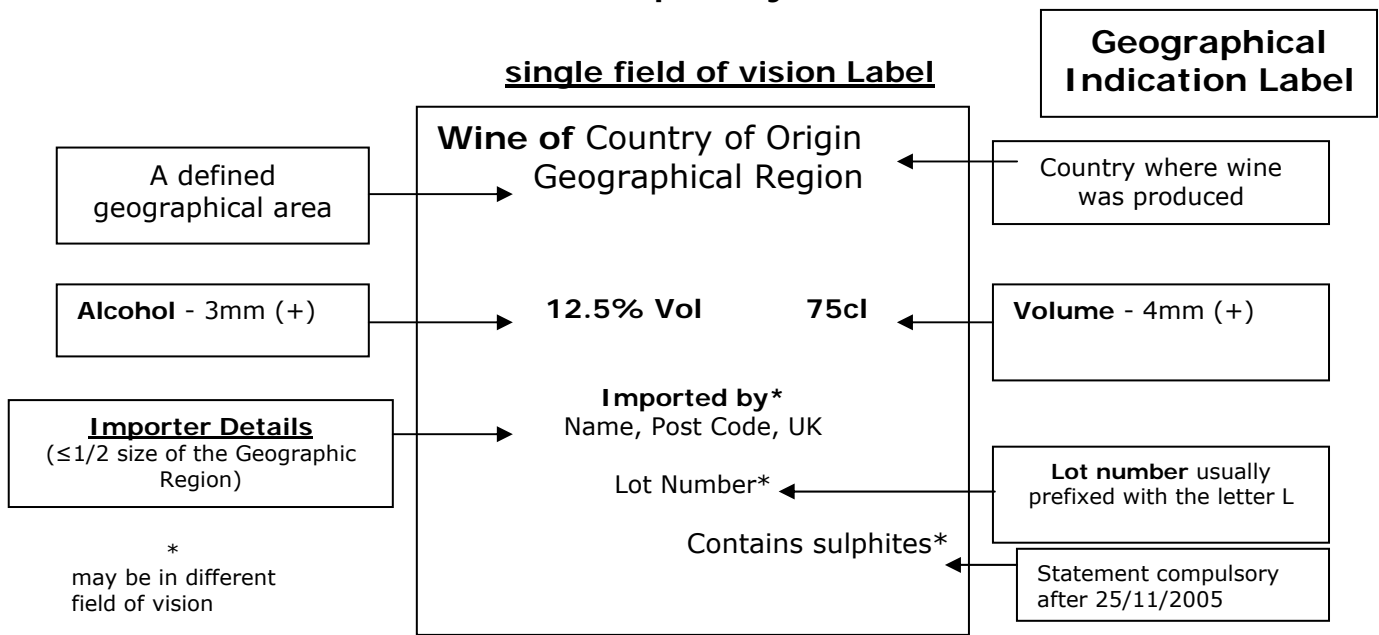 Geographical
Indication Label
single field of vision Label
Wine of Country of Origin
Geographical Region
A defined
geographical area
Country where wine
was produced
Alcohol - 3mm (+)
12.5% Vol 75cl
Volume - 4mm (+)
Imported by*
Name, Post Code, UK
Importer Details
(≤1/2 size of the Geographic
Region)
Lot Number*
Lot number usually
prefixed with the letter L
Contains sulphites*
Statement compulsory
after 25/11/2005
*
may be in different
field of vision